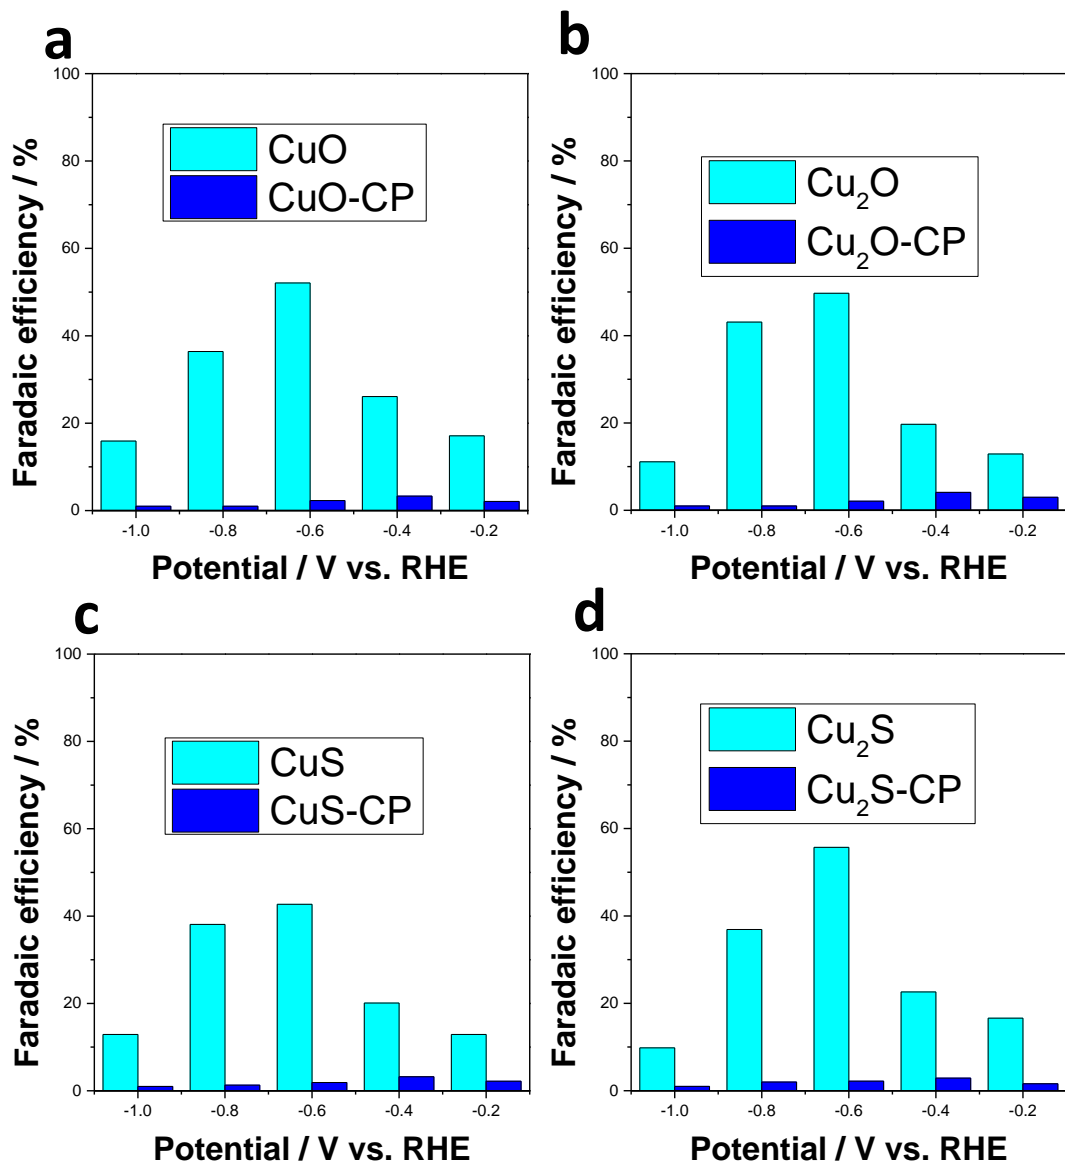 a
100
80
60
40
20
0
Faradaic efficiency / %
CuO
CuO-CP
-1.0 -0.8 -0.6 -0.4 -0.2
Potential / V vs. RHE
b
100
80
60
40
20
0
Faradaic efficiency / %
Cu₂O
Cu₂O-CP
-1.0 -0.8 -0.6 -0.4 -0.2
Potential / V vs. RHE
c
100
80
60
40
20
0
Faradaic efficiency / %
CuS
CuS-CP
-1.0 -0.8 -0.6 -0.4 -0.2
Potential / V vs. RHE
d
100
80
60
40
20
0
Faradaic efficiency / %
Cu₂S
Cu₂S-CP
-1.0 -0.8 -0.6 -0.4 -0.2
Potential / V vs. RHE